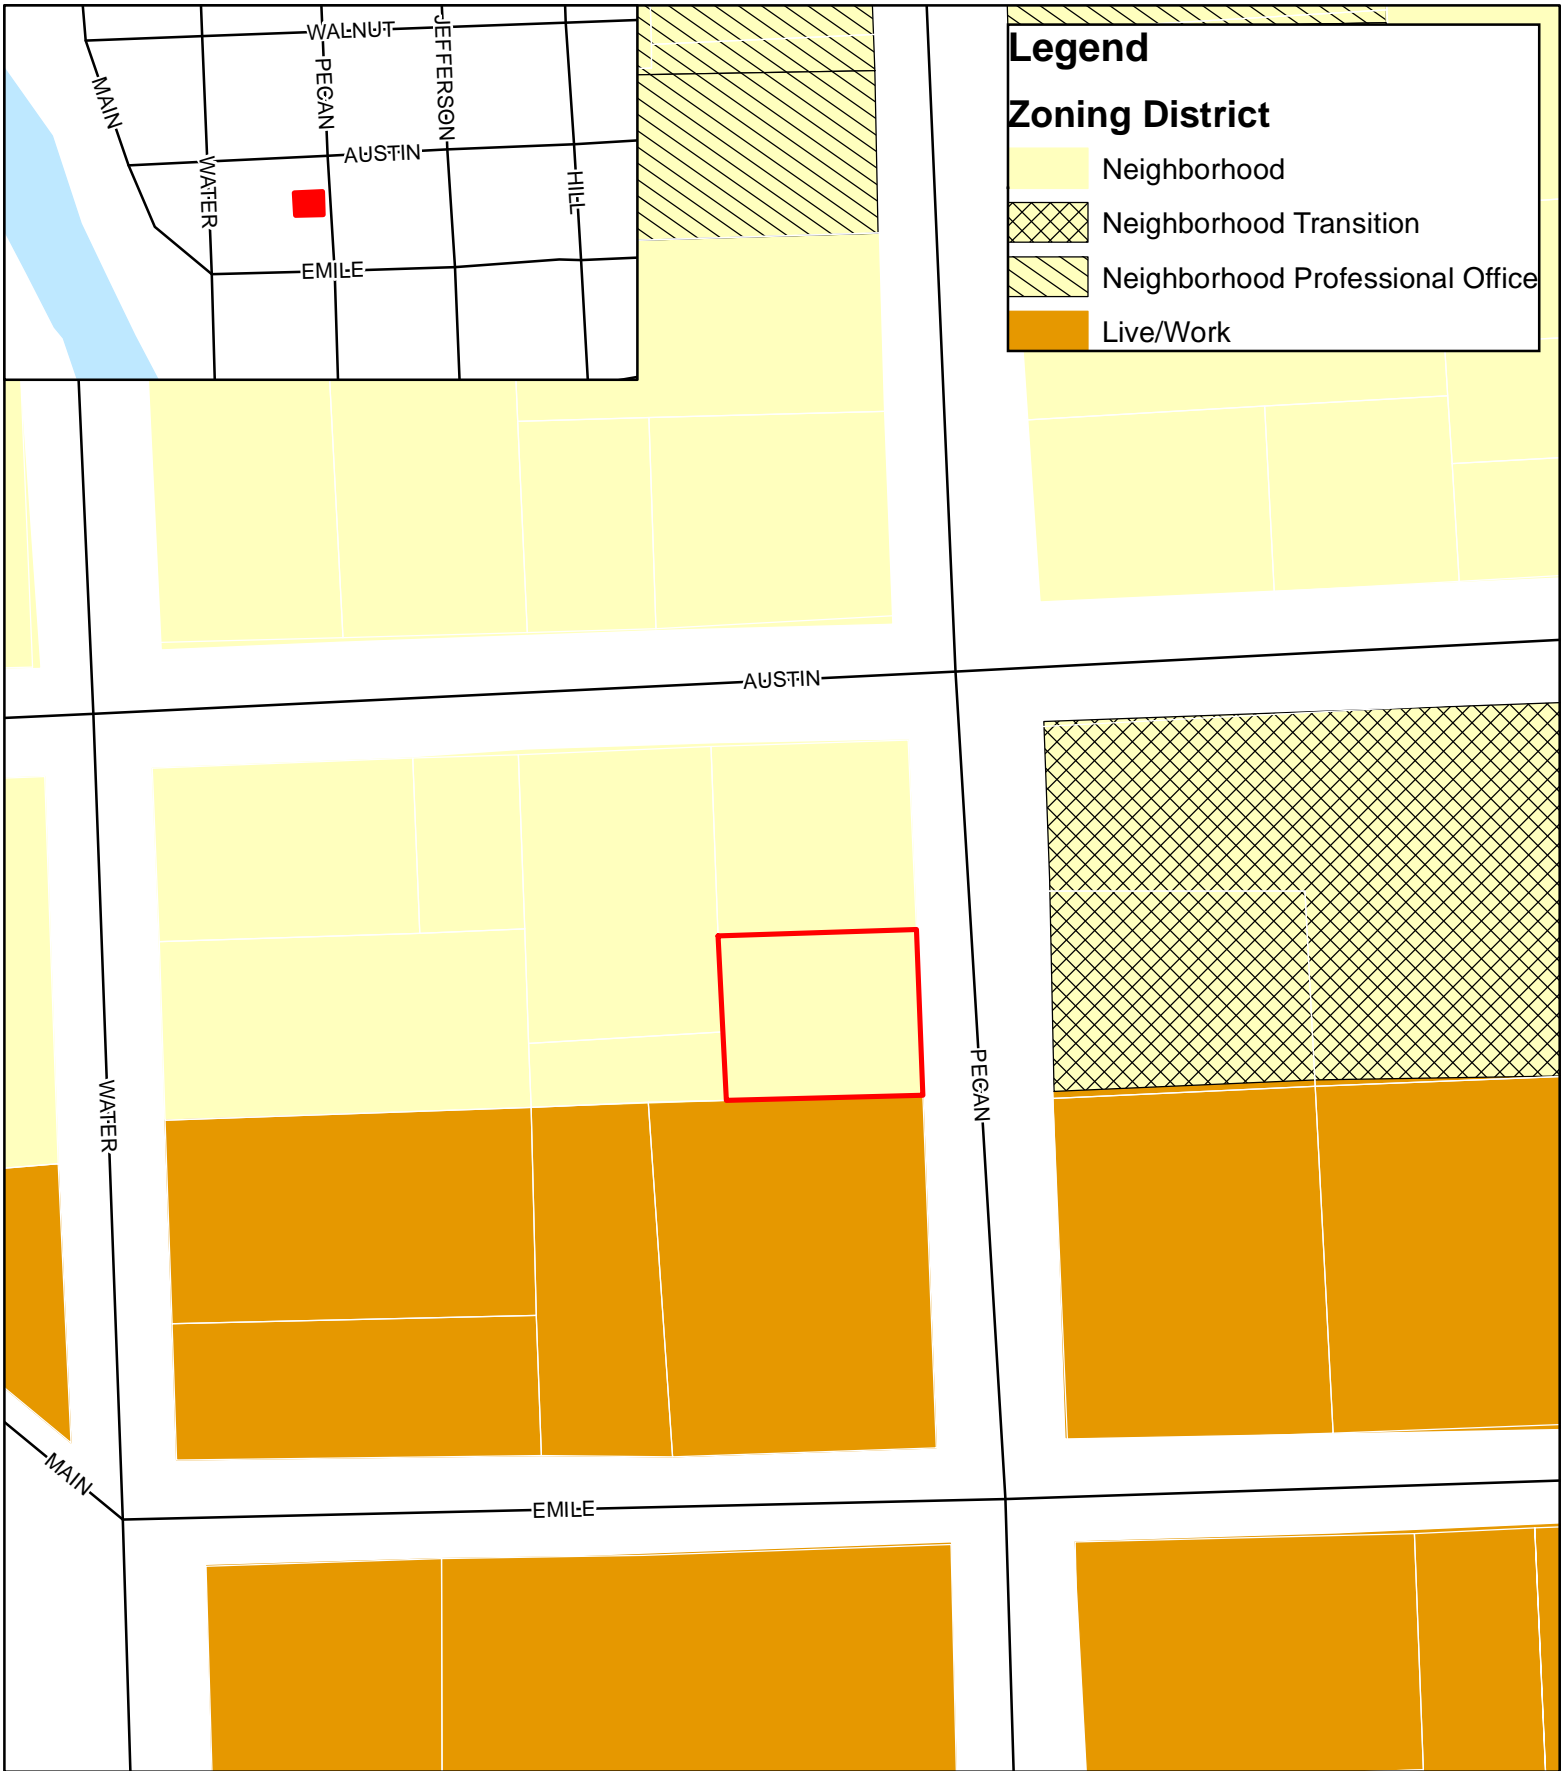 WALNUT
JEFFERSON
PECAN
MAIN
AUSTIN
WATER
HILL
EMILE
Legend
Zoning District
Neighborhood
Neighborhood Transition
Neighborhood Professional Office
Live/Work
AUSTIN
PECAN
WATER
MAIN
EMILE